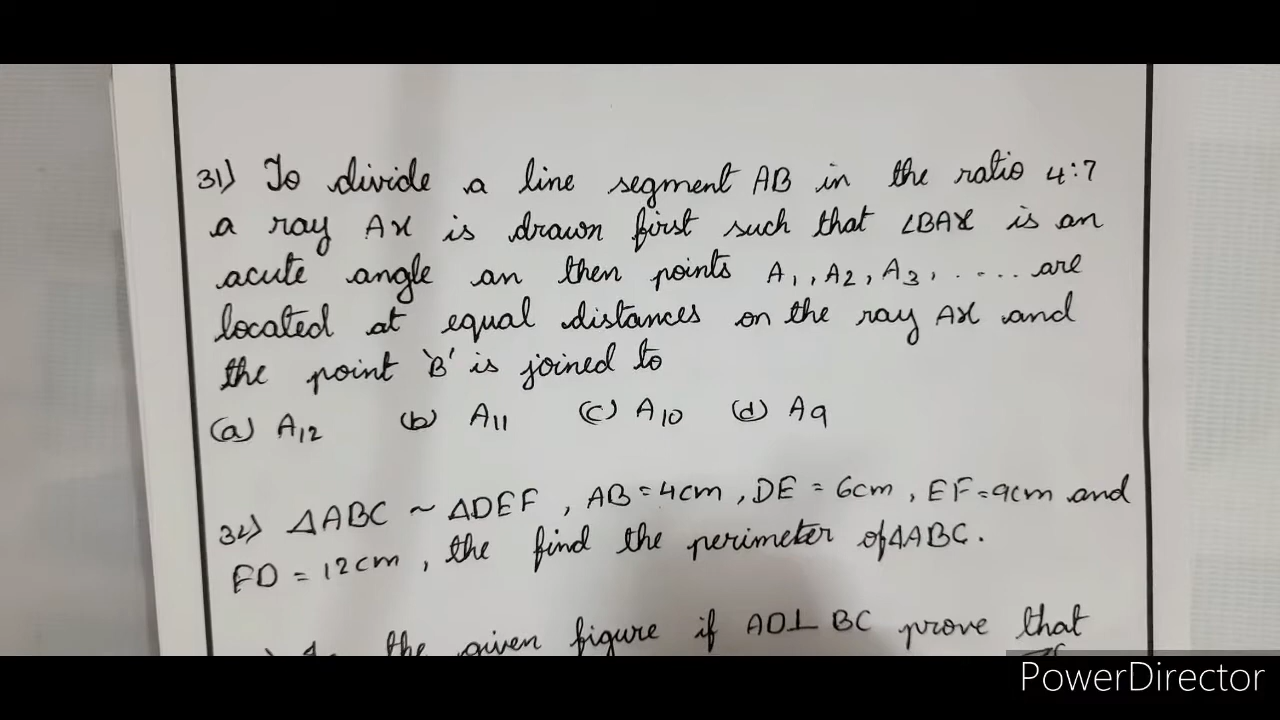 31) To divide a line segment AB in the ratio 4:7
a ray AX is drawn first such that ∠BAX is an
acute angle an then points A₁, A₂, A₃, ..... are
located at equal distances on the ray AX and
the point 'B' is joined to
(a) A₁₂ (b) A₁₁ (c) A₁₀ (d) A₉
32) △ABC ~ △DEF, AB = 4cm, DE = 6cm, EF = 9cm and
FD = 12cm, the find the perimeter of △ABC.
the given figure if AD⊥ BC prove that
PowerDirector